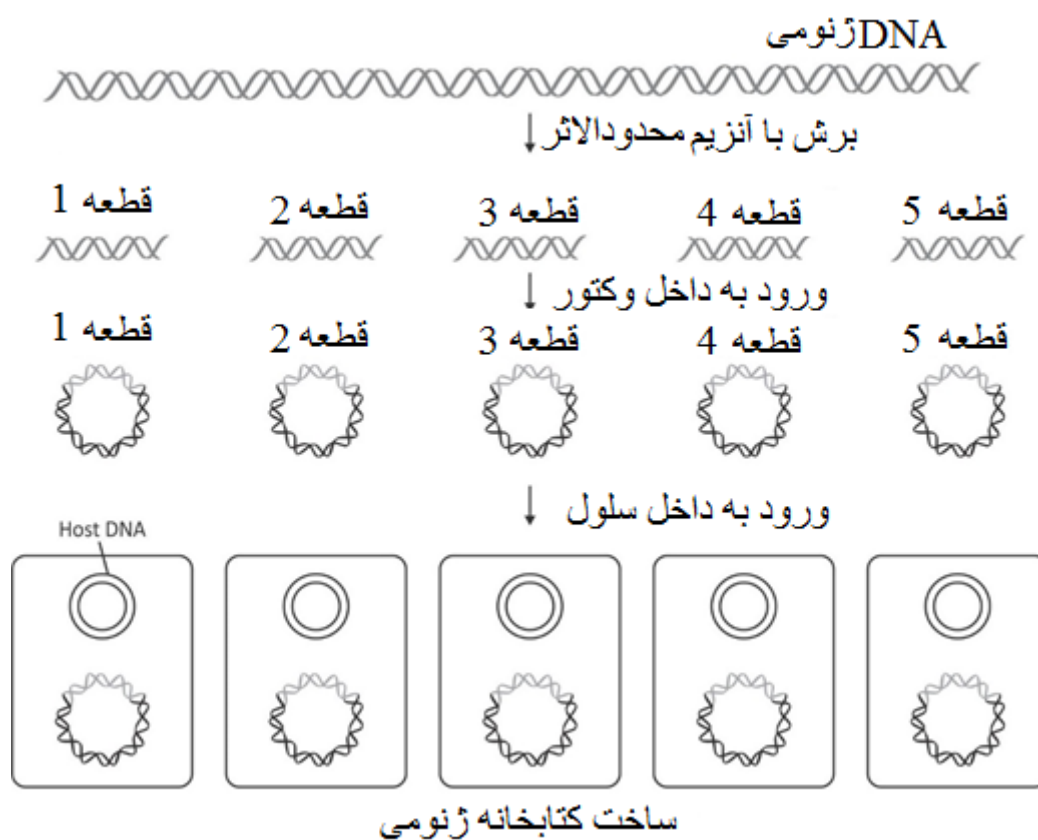 DNAژنومی
برش با آنزیم محدودالاثر
قطعه 1 قطعه 2 قطعه 3 قطعه 4 قطعه 5
ورود به داخل وکتور
قطعه 1 قطعه 2 قطعه 3 قطعه 4 قطعه 5
ورود به داخل سلول
Host DNA
ساخت کتابخانه ژنومی